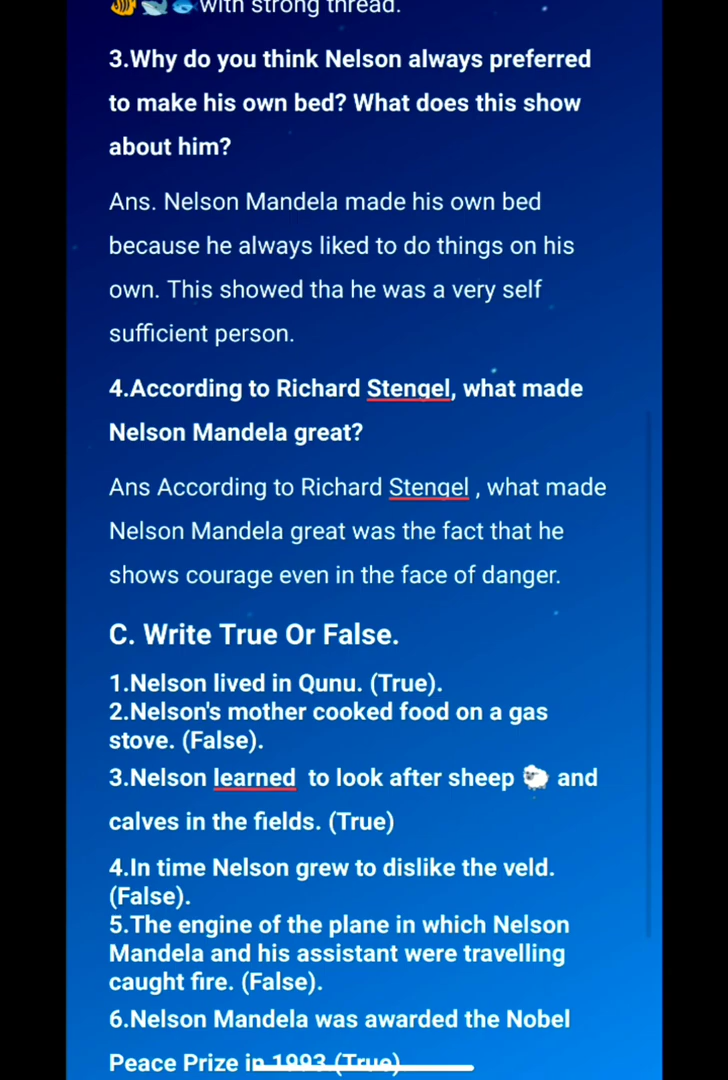 🐠🐋🐟 with strong thread.
3.Why do you think Nelson always preferred
to make his own bed? What does this show
about him?
Ans. Nelson Mandela made his own bed
because he always liked to do things on his
own. This showed tha he was a very self
sufficient person.
4.According to Richard Stengel, what made
Nelson Mandela great?
Ans According to Richard Stengel , what made
Nelson Mandela great was the fact that he
shows courage even in the face of danger.
C. Write True Or False.
1.Nelson lived in Qunu. (True).
2.Nelson's mother cooked food on a gas
stove. (False).
3.Nelson learned  to look after sheep 🐑 and
calves in the fields. (True)
4.In time Nelson grew to dislike the veld.
(False).
5.The engine of the plane in which Nelson
Mandela and his assistant were travelling
caught fire. (False).
6.Nelson Mandela was awarded the Nobel
Peace Prize in 1993 (True)